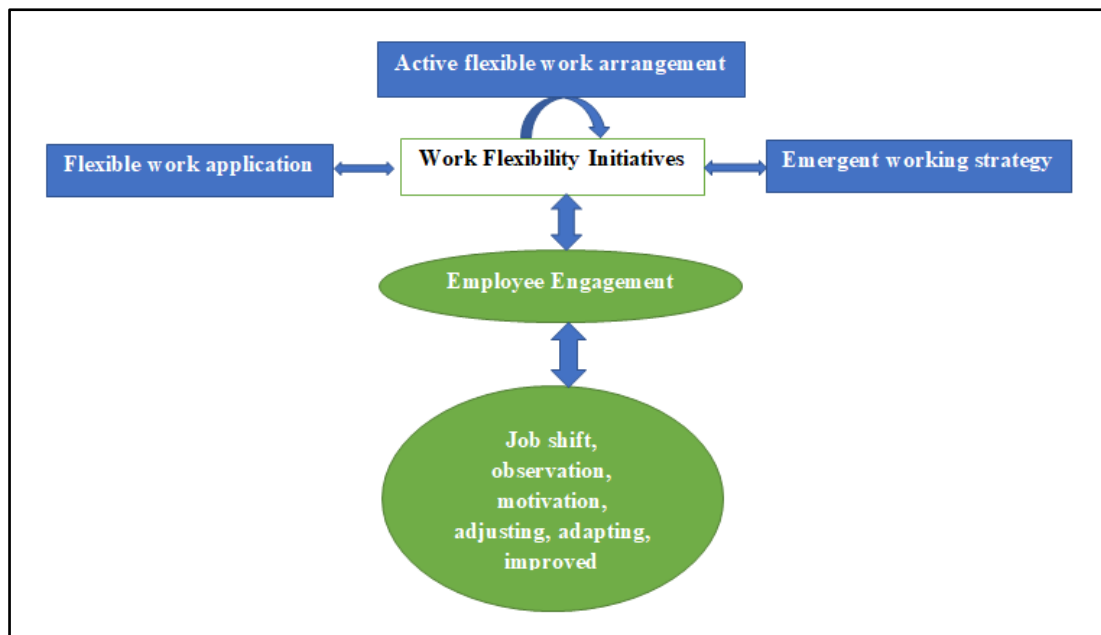 Active flexible work arrangement
Flexible work application
Work Flexibility Initiatives
Emergent working strategy
Employee Engagement
Job shift,
observation,
motivation,
adjusting, adapting,
improved